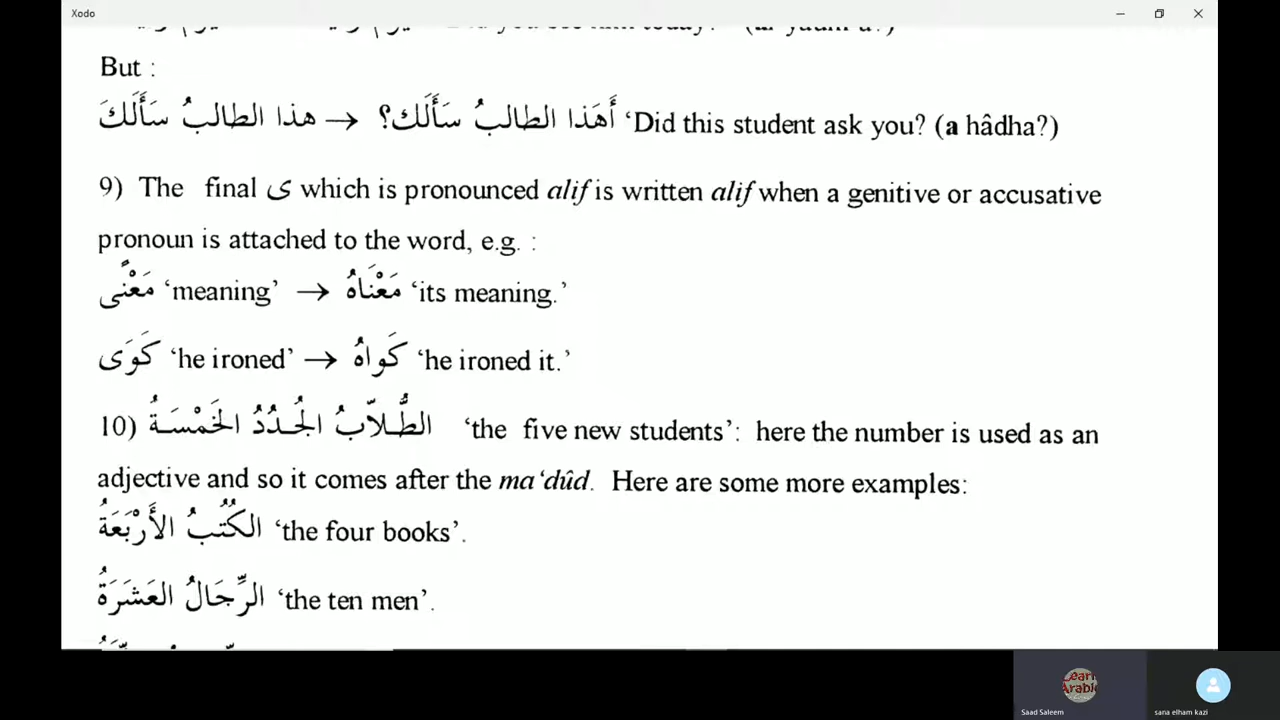 Xodo
But :
هذا الطالبُ سَأَلَكَ → أَهَذا الطالبُ سَأَلَك؟ ‘Did this student ask you? (a hâdha?)
9) The final ى which is pronounced alif is written alif when a genitive or accusative
pronoun is attached to the word, e.g. :
مَعْنًى ‘meaning’ → مَعْنَاهُ ‘its meaning.’
كَوَى ‘he ironed’ → كَواهُ ‘he ironed it.’
10) الطُّلاّبُ الجُدُدُ الخَمْسَةُ ‘the five new students’: here the number is used as an
adjective and so it comes after the ma‘dûd. Here are some more examples:
الكُتُبُ الأَرْبَعَةُ ‘the four books’.
الرِّجَالُ العَشَرَةُ ‘the ten men’.
Learn
Arabic
Saad Saleem
sana elham kazi